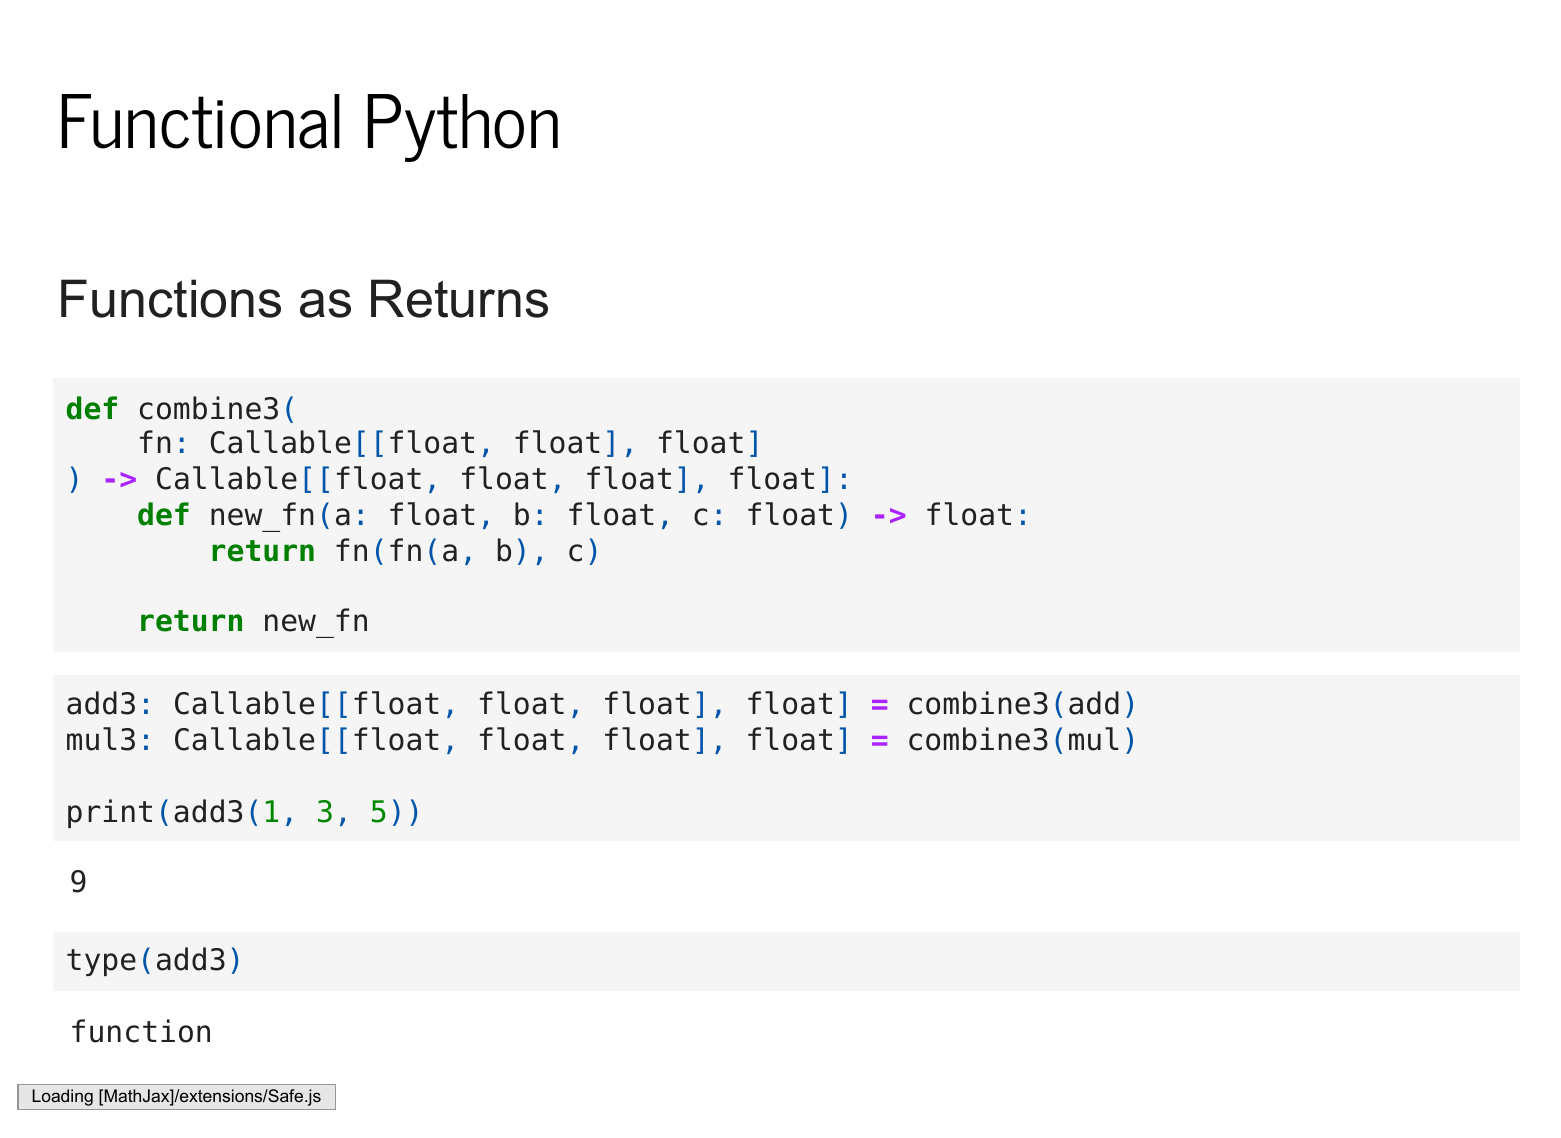 Functional Python
Functions as Returns
def combine3(
    fn: Callable[[float, float], float]
) -> Callable[[float, float, float], float]:
    def new_fn(a: float, b: float, c: float) -> float:
        return fn(fn(a, b), c)

    return new_fn
add3: Callable[[float, float, float], float] = combine3(add)
mul3: Callable[[float, float, float], float] = combine3(mul)

print(add3(1, 3, 5))
9
type(add3)
function
Loading [MathJax]/extensions/Safe.js